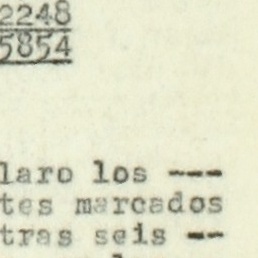 2248
5854
laro los ---
tes marcados
tras seis --